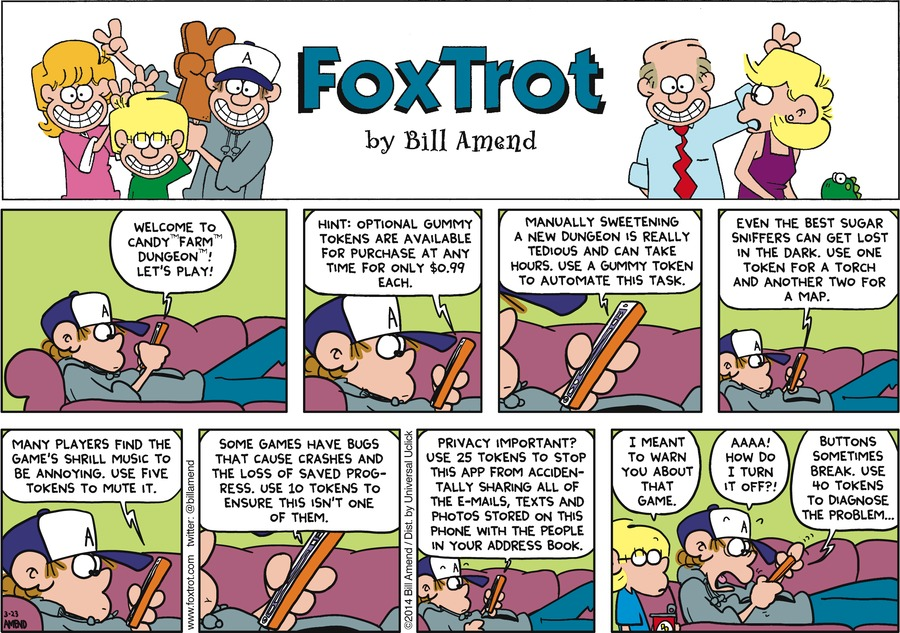 FoxTrot
by Bill Amend
A
WELCOME TO
CANDY™FARM™
DUNGEON™!
LET'S PLAY!
A
HINT: OPTIONAL GUMMY
TOKENS ARE AVAILABLE
FOR PURCHASE AT ANY
TIME FOR ONLY $0.99
EACH.
A
MANUALLY SWEETENING
A NEW DUNGEON IS REALLY
TEDIOUS AND CAN TAKE
HOURS. USE A GUMMY TOKEN
TO AUTOMATE THIS TASK.
EVEN THE BEST SUGAR
SNIFFERS CAN GET LOST
IN THE DARK. USE ONE
TOKEN FOR A TORCH
AND ANOTHER TWO FOR
A MAP.
A
MANY PLAYERS FIND THE
GAME'S SHRILL MUSIC TO
BE ANNOYING. USE FIVE
TOKENS TO MUTE IT.
A
3-23
AMEND
www.foxtrot.com twitter: @billamend
SOME GAMES HAVE BUGS
THAT CAUSE CRASHES AND
THE LOSS OF SAVED PROG-
RESS. USE 10 TOKENS TO
ENSURE THIS ISN'T ONE
OF THEM.
©2014 Bill Amend / Dist. by Universal Uclick
PRIVACY IMPORTANT?
USE 25 TOKENS TO STOP
THIS APP FROM ACCIDEN-
TALLY SHARING ALL OF
THE E-MAILS, TEXTS AND
PHOTOS STORED ON THIS
PHONE WITH THE PEOPLE
IN YOUR ADDRESS BOOK.
A
I MEANT
TO WARN
YOU ABOUT
THAT
GAME.
AAAA!
HOW DO
I TURN
IT OFF?!
BUTTONS
SOMETIMES
BREAK. USE
40 TOKENS
TO DIAGNOSE
THE PROBLEM...
A